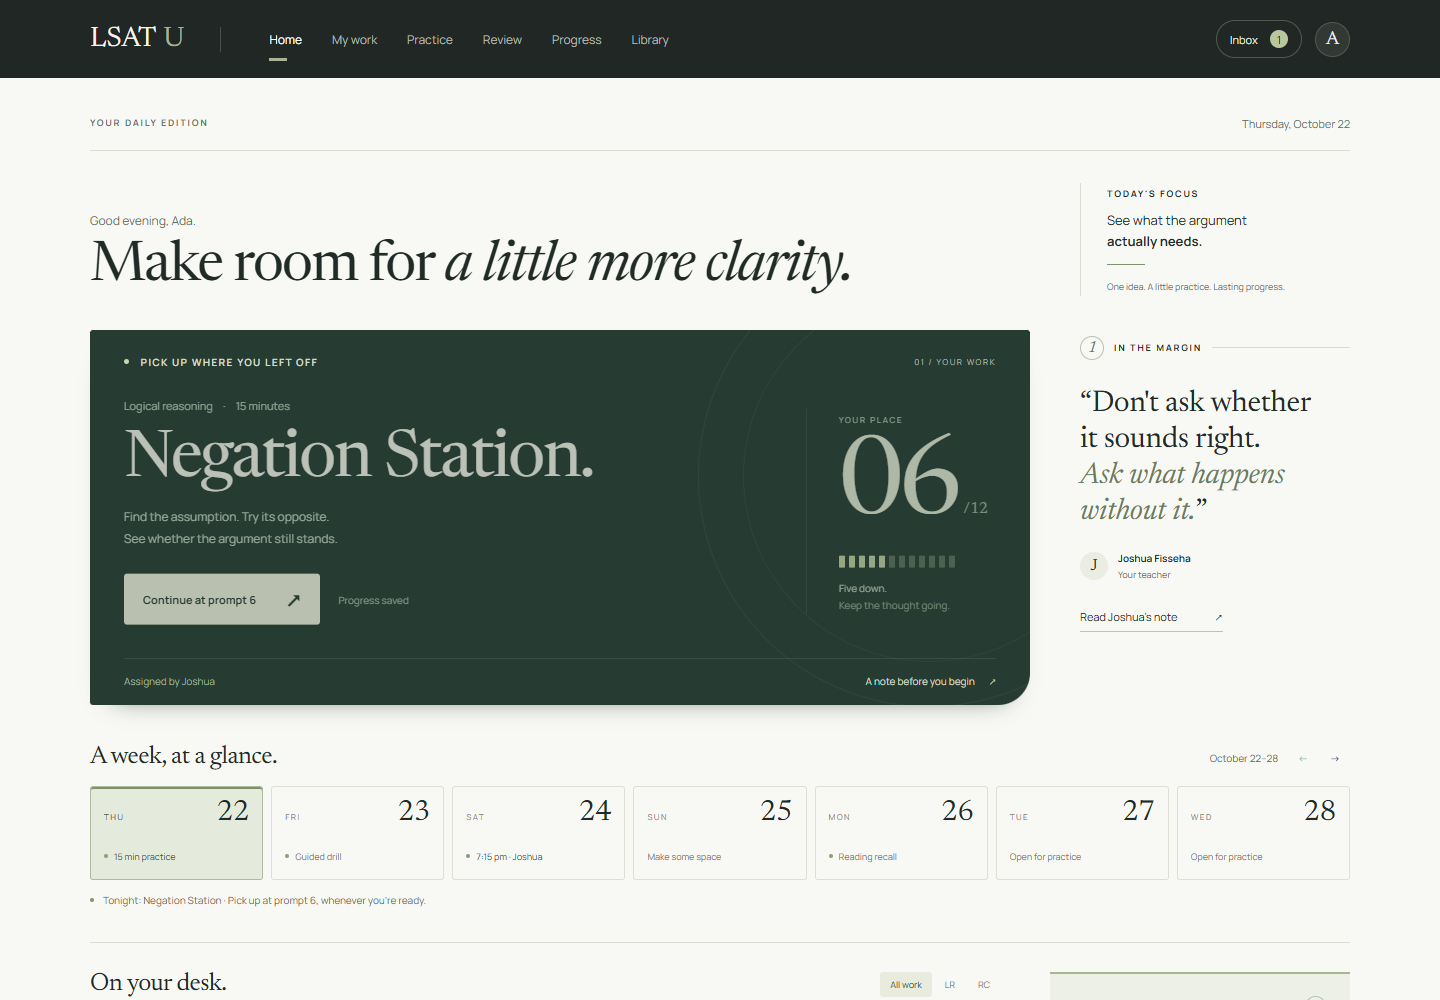 LSAT U
Home
My work
Practice
Review
Progress
Library
Inbox 1
A
YOUR DAILY EDITION
Thursday, October 22
Good evening, Ada.
Make room for a little more clarity.
TODAY'S FOCUS
See what the argument
actually needs.
One idea. A little practice. Lasting progress.
PICK UP WHERE YOU LEFT OFF
01 / YOUR WORK
Logical reasoning · 15 minutes
Negation Station.
Find the assumption. Try its opposite.
See whether the argument still stands.
Continue at prompt 6 ↗
Progress saved
YOUR PLACE
06 /12
Five down.
Keep the thought going.
Assigned by Joshua
A note before you begin ↗
1 IN THE MARGIN
“Don't ask whether
it sounds right.
Ask what happens
without it.”
J
Joshua Fisseha
Your teacher
Read Joshua's note ↗
A week, at a glance.
October 22–28 ← →
THU 22
15 min practice
FRI 23
Guided drill
SAT 24
7:15 pm · Joshua
SUN 25
Make some space
MON 26
Reading recall
TUE 27
Open for practice
WED 28
Open for practice
Tonight: Negation Station · Pick up at prompt 6, whenever you're ready.
On your desk.
All work
LR
RC